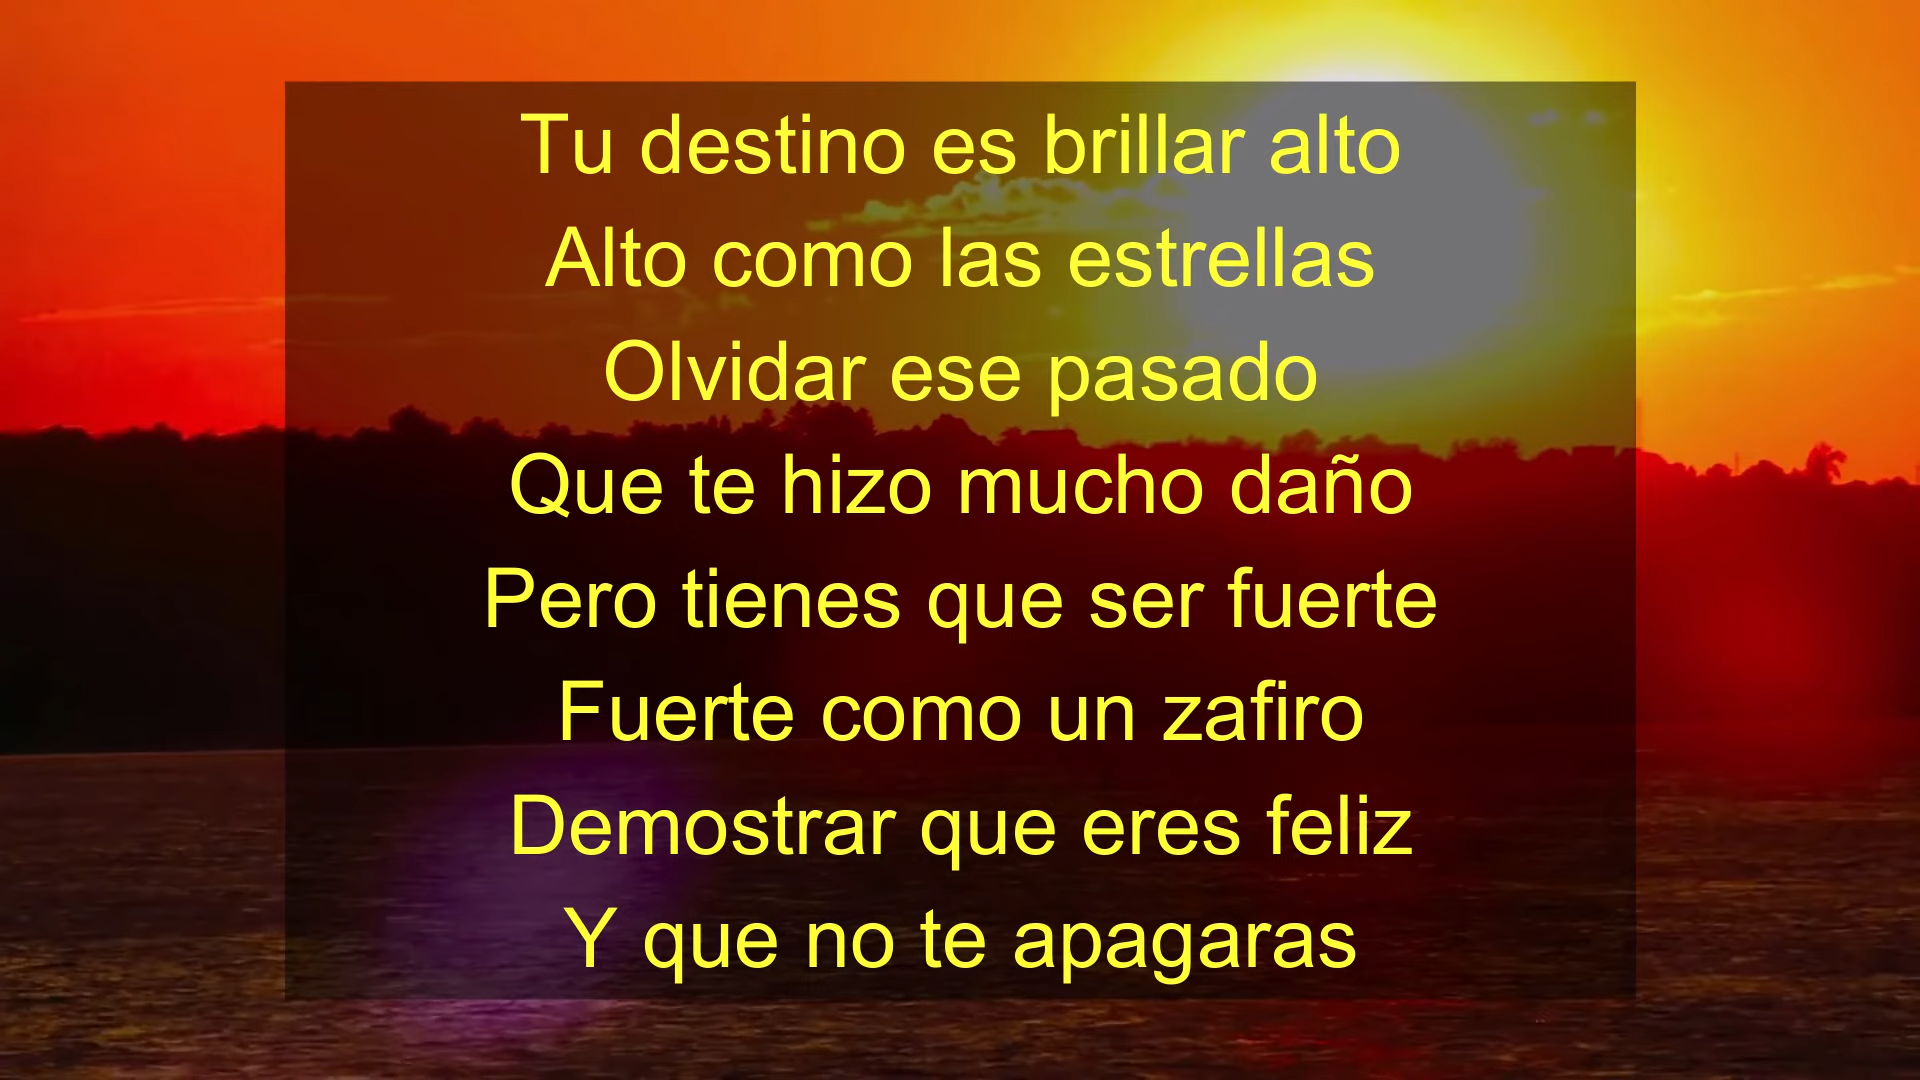 Tu destino es brillar alto
Alto como las estrellas
Olvidar ese pasado
Que te hizo mucho daño
Pero tienes que ser fuerte
Fuerte como un zafiro
Demostrar que eres feliz
Y que no te apagaras